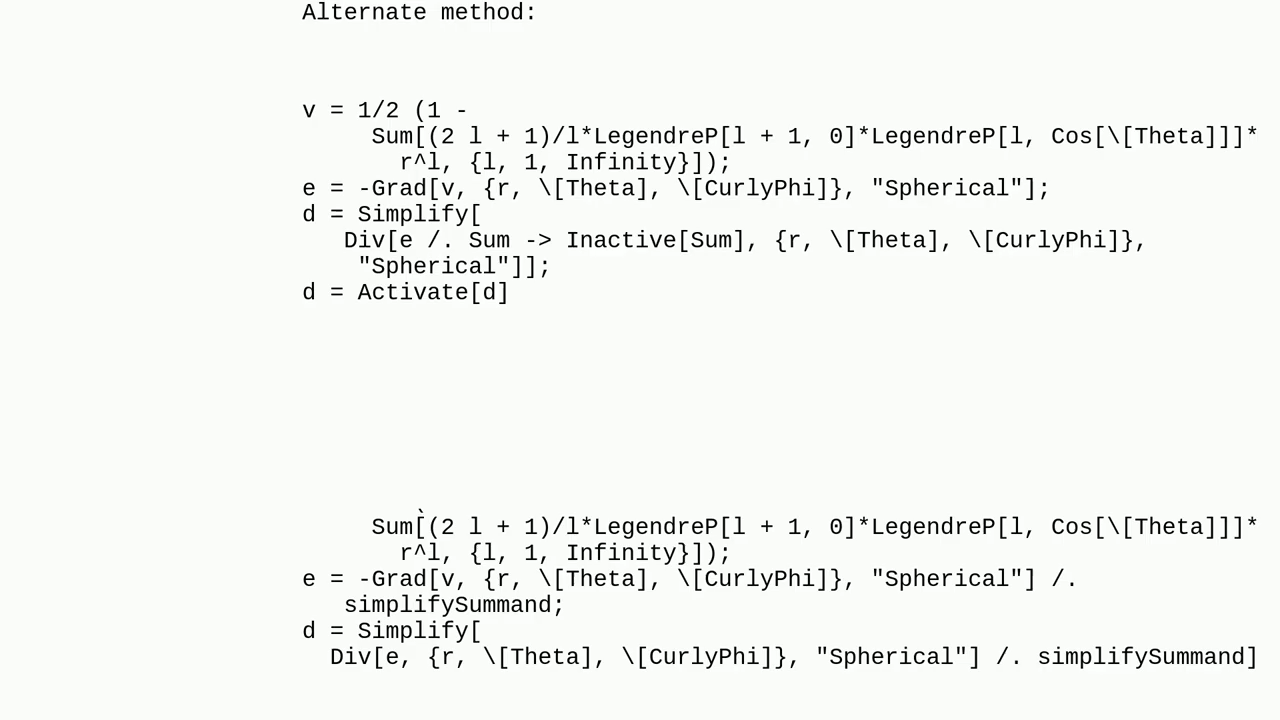 Alternate method:
v = 1/2 (1 -
Sum[(2 l + 1)/l*LegendreP[l + 1, 0]*LegendreP[l, Cos[\[Theta]]]*
r^l, {l, 1, Infinity}]);
e = -Grad[v, {r, \[Theta], \[CurlyPhi]}, "Spherical"];
d = Simplify[
Div[e /. Sum -> Inactive[Sum], {r, \[Theta], \[CurlyPhi]},
"Spherical"]];
d = Activate[d]
Sum[(2 l + 1)/l*LegendreP[l + 1, 0]*LegendreP[l, Cos[\[Theta]]]*
r^l, {l, 1, Infinity}]);
e = -Grad[v, {r, \[Theta], \[CurlyPhi]}, "Spherical"] /.
simplifySummand;
d = Simplify[
Div[e, {r, \[Theta], \[CurlyPhi]}, "Spherical"] /. simplifySummand]